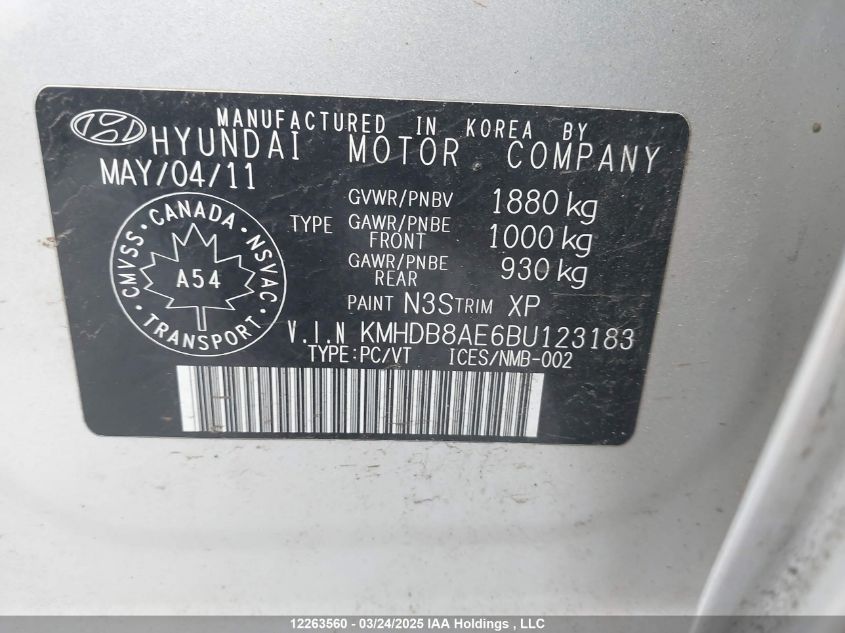 MANUFACTURED IN KOREA BY
HYUNDAI MOTOR COMPANY
MAY/04/11
GVWR/PNBV 1880 kg
TYPE GAWR/PNBE FRONT 1000 kg
GAWR/PNBE REAR 930 kg
PAINT N3S TRIM XP
CMVSS · CANADA · NSVAC · TRANSPORT ·
A54
V.I.N KMHDB8AE6BU123183
TYPE:PC/VT ICES/NMB-002
12263560 - 03/24/2025 IAA Holdings , LLC